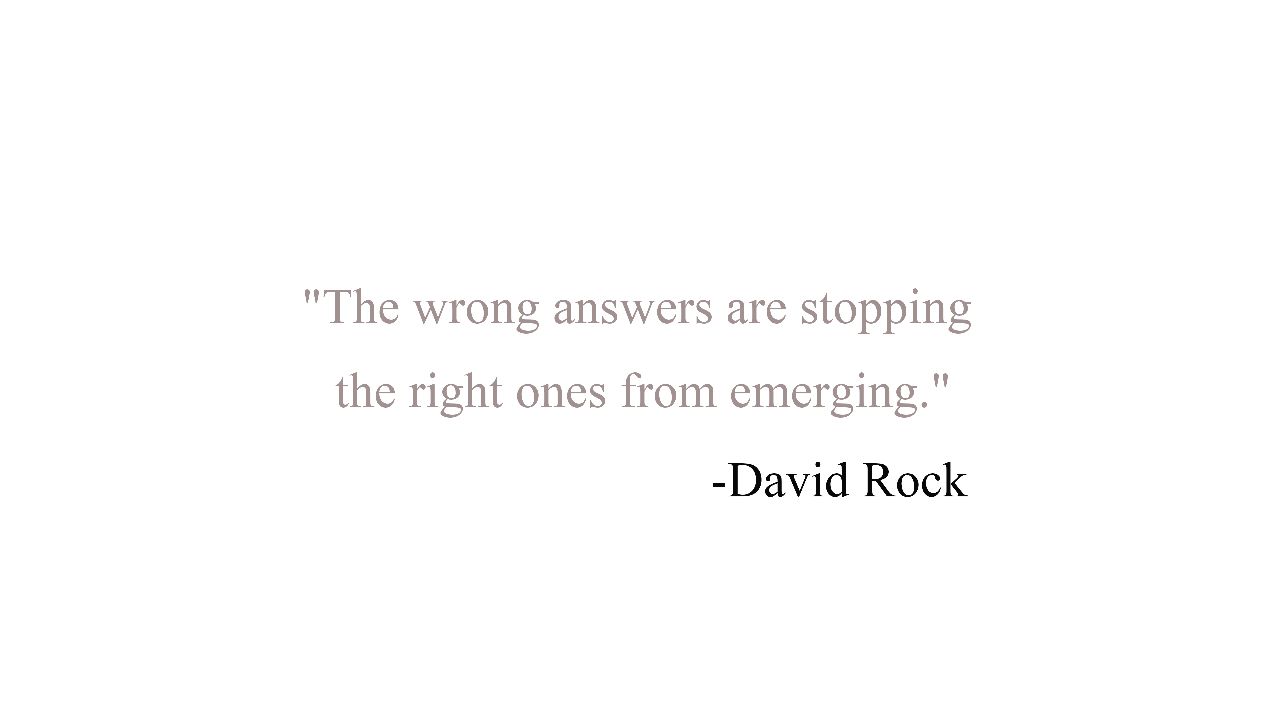 "The wrong answers are stopping
the right ones from emerging."
-David Rock